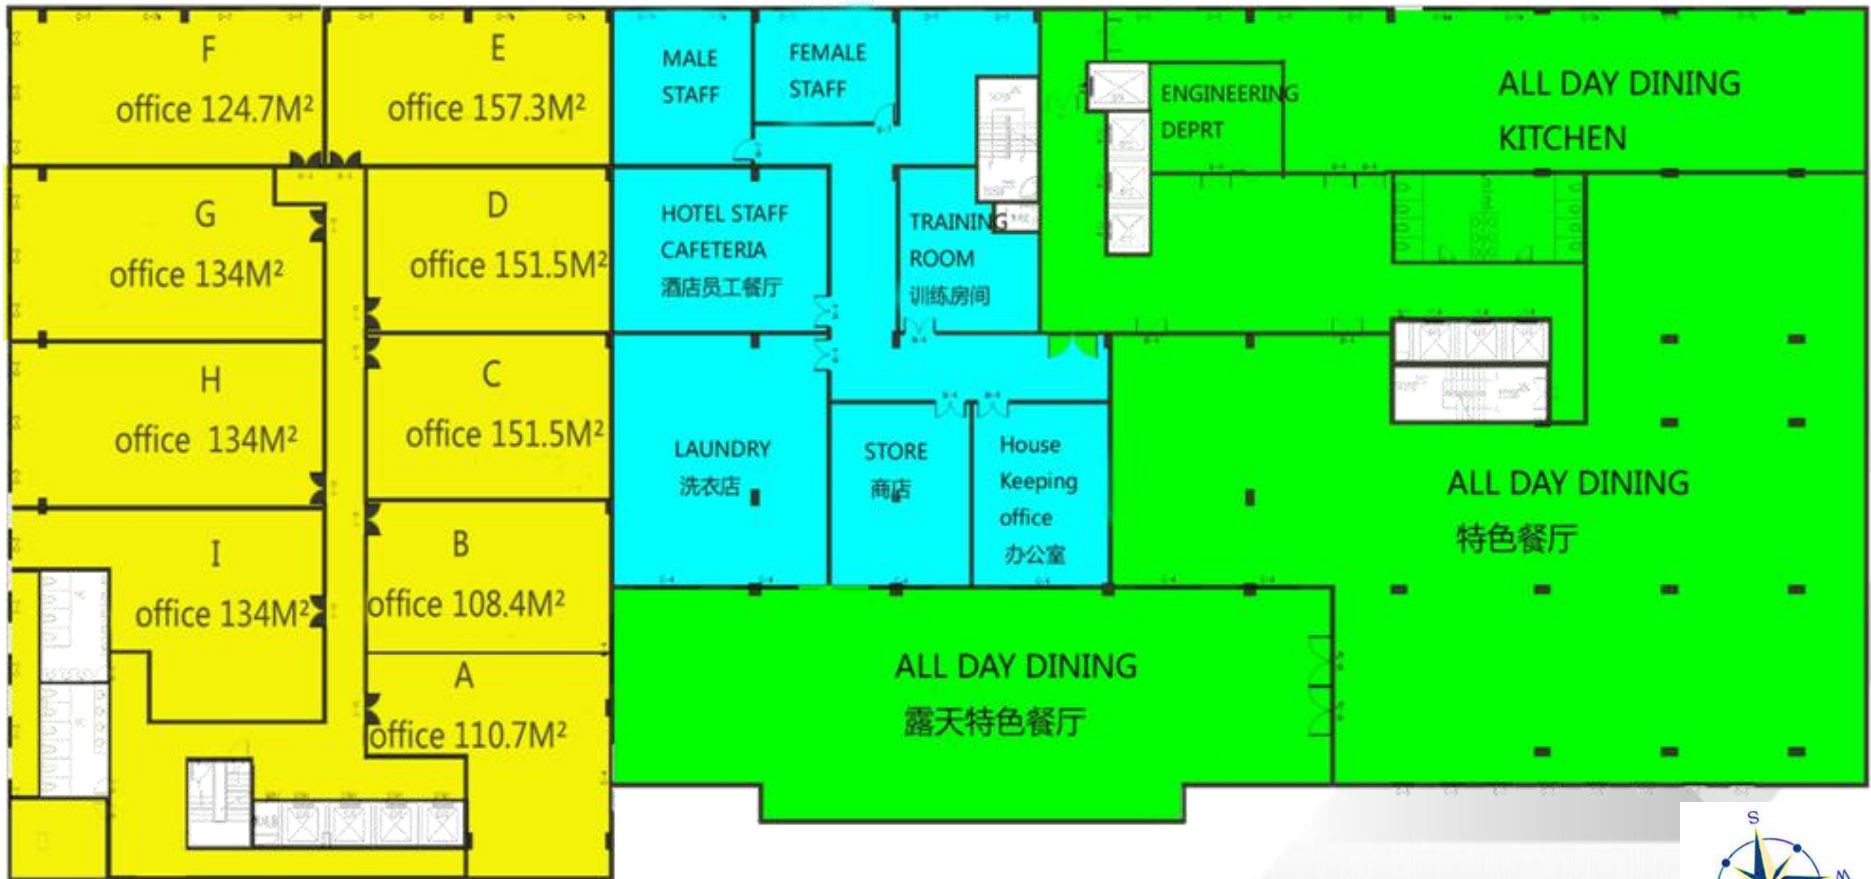 F
office 124.7M²
E
office 157.3M²
MALE
STAFF
FEMALE
STAFF
ENGINEERING
DEPRT
ALL DAY DINING
KITCHEN
G
office 134M²
D
office 151.5M²
HOTEL STAFF
CAFETERIA
酒店员工餐厅
TRAINING
ROOM
训练房间
H
office 134M²
C
office 151.5M²
LAUNDRY
洗衣店
STORE
商店
House
Keeping
office
办公室
ALL DAY DINING
特色餐厅
I
office 134M²
B
office 108.4M²
A
office 110.7M²
ALL DAY DINING
露天特色餐厅
S
W